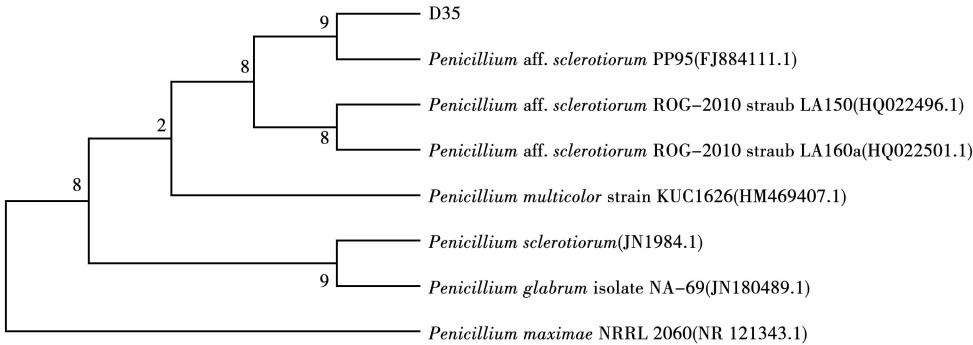 9
D35
Penicillium aff. sclerotiorum PP95(FJ884111.1)
8
Penicillium aff. sclerotiorum ROG-2010 straub LA150(HQ022496.1)
2
8
Penicillium aff. sclerotiorum ROG-2010 straub LA160a(HQ022501.1)
8
Penicillium multicolor strain KUC1626(HM469407.1)
Penicillium sclerotiorum(JN1984.1)
9
Penicillium glabrum isolate NA-69(JN180489.1)
Penicillium maximae NRRL 2060(NR 121343.1)